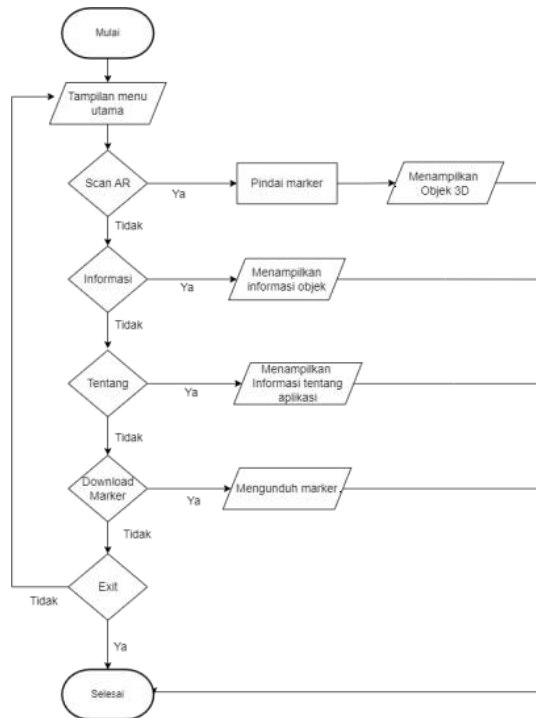 Mulai
Tampilan menu
utama
Scan AR
Ya
Pindai marker
Menampilkan
Objek 3D
Tidak
Informasi
Ya
Menampilkan
informasi objek
Tidak
Tentang
Ya
Menampilkan
Informasi tentang
aplikasi
Tidak
Download
Marker
Ya
Mengunduh marker
Tidak
Exit
Tidak
Ya
Selesai